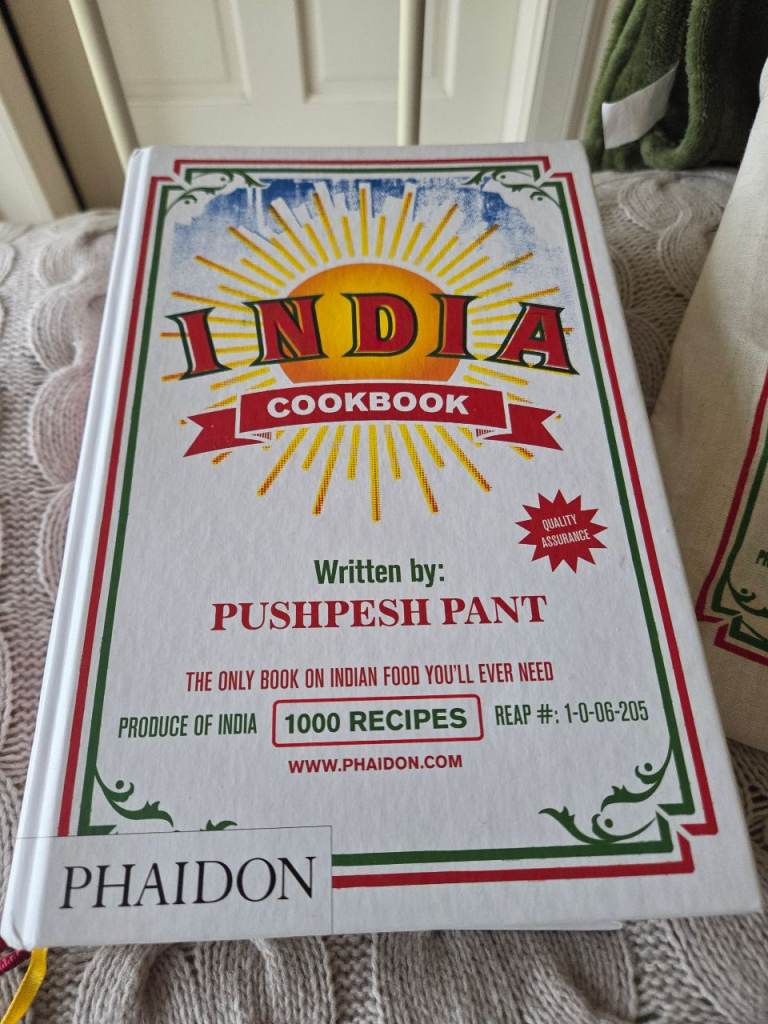 INDIA
COOKBOOK
QUALITY
ASSURANCE
Written by:
PUSHPESH PANT
THE ONLY BOOK ON INDIAN FOOD YOU'LL EVER NEED
PRODUCE OF INDIA
1000 RECIPES
REAP #: 1-0-06-205
WWW.PHAIDON.COM
PHAIDON